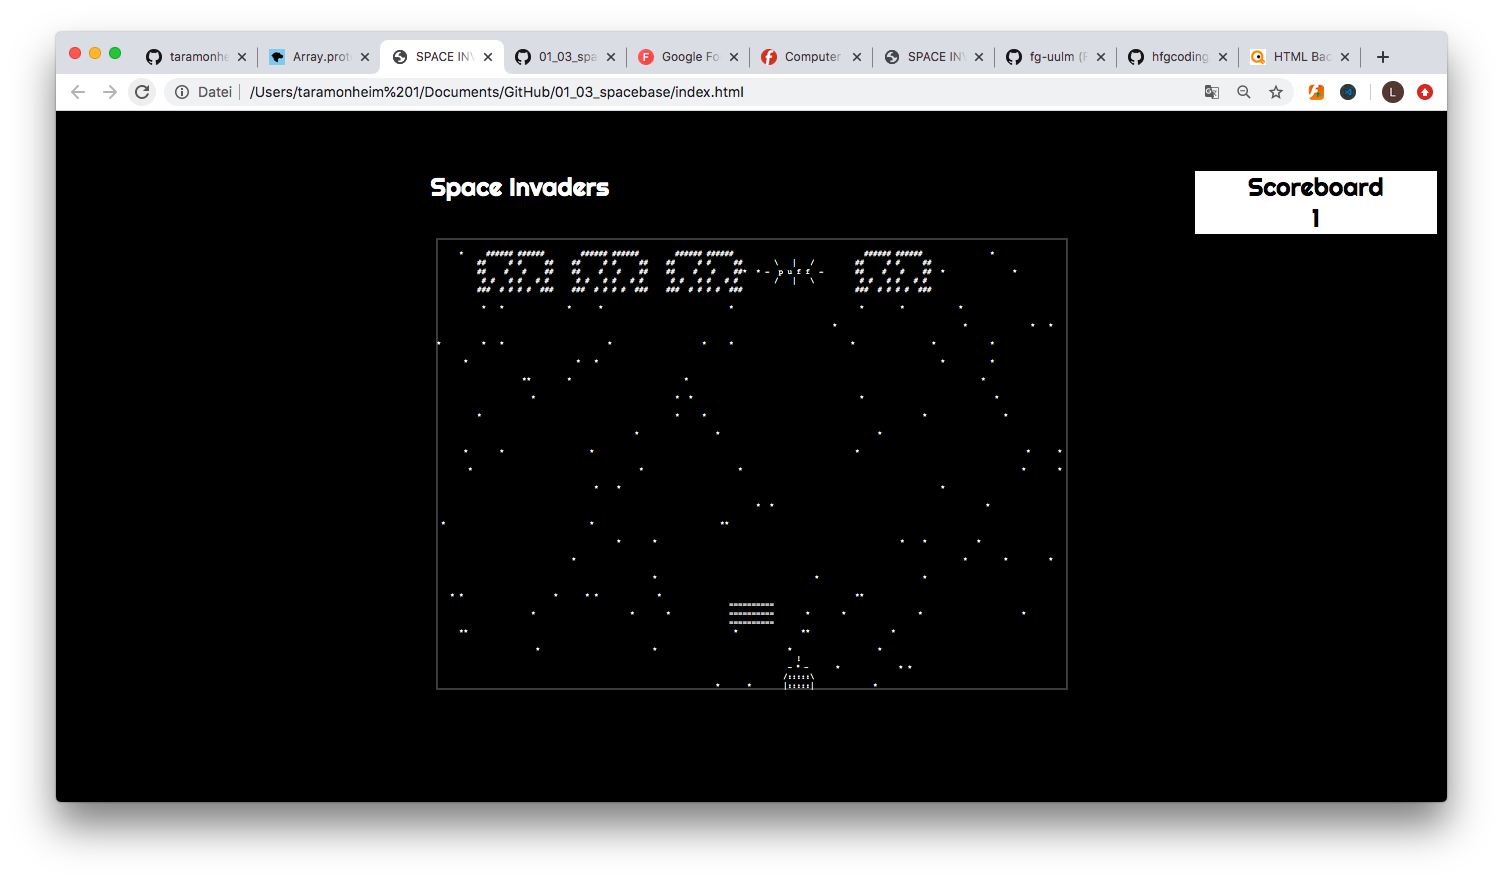 taramonhe
Array.prot
SPACE IN
01_03_spa
Google Fo
Computer
SPACE IN
fg-uulm (F
hfgcoding
HTML Bac
Datei
/Users/taramonheim%201/Documents/GitHub/01_03_spacebase/index.html
L
Space Invaders
Scoreboard
1
- p u f f -